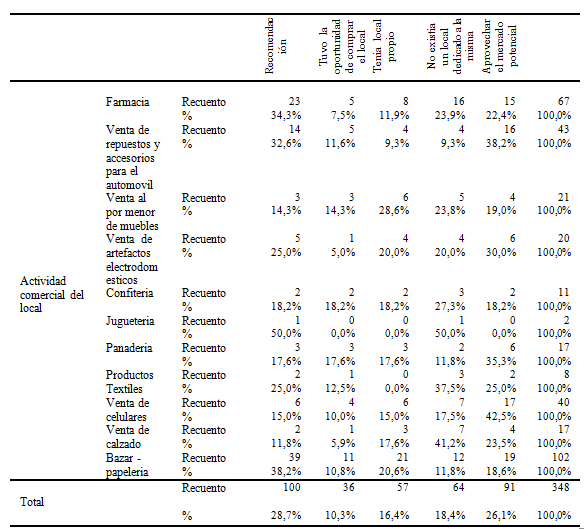 Recomendac
ión
Tuvo la
oportunidad
de comprar
el local
Tenia local
propio
No existia
un local
dedicado a la
misma
Aprovechar
el mercado
potencial
Farmacia Recuento 23 5 8 16 15 67
% 34,3% 7,5% 11,9% 23,9% 22,4% 100,0%
Venta de Recuento 14 5 4 4 16 43
repuestos y % 32,6% 11,6% 9,3% 9,3% 38,2% 100,0%
accesorios
para el
automovil
Venta al Recuento 3 3 6 5 4 21
por menor % 14,3% 14,3% 28,6% 23,8% 19,0% 100,0%
de muebles
Venta de Recuento 5 1 4 4 6 20
artefactos % 25,0% 5,0% 20,0% 20,0% 30,0% 100,0%
electrodom
esticos
Actividad
comercial del
local
Confiteria Recuento 2 2 2 3 2 11
% 18,2% 18,2% 18,2% 27,3% 18,2% 100,0%
Jugueteria Recuento 1 0 0 1 0 2
% 50,0% 0,0% 0,0% 50,0% 0,0% 100,0%
Panaderia Recuento 3 3 3 2 6 17
% 17,6% 17,6% 17,6% 11,8% 35,3% 100,0%
Productos Recuento 2 1 0 3 2 8
Textiles % 25,0% 12,5% 0,0% 37,5% 25,0% 100,0%
Venta de Recuento 6 4 6 7 17 40
celulares % 15,0% 10,0% 15,0% 17,5% 42,5% 100,0%
Venta de Recuento 2 1 3 7 4 17
calzado % 11,8% 5,9% 17,6% 41,2% 23,5% 100,0%
Bazar - Recuento 39 11 21 12 19 102
papeleria % 38,2% 10,8% 20,6% 11,8% 18,6% 100,0%
Total
Recuento 100 36 57 64 91 348
% 28,7% 10,3% 16,4% 18,4% 26,1% 100,0%